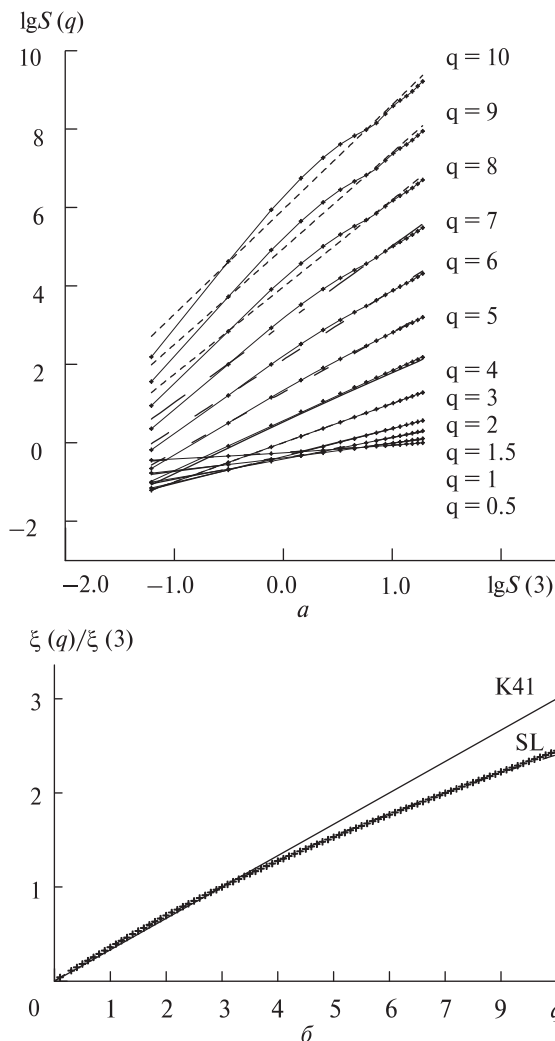 lgS (q)
10
8
6
4
2
0
−2
q = 10
q = 9
q = 8
q = 7
q = 6
q = 5
q = 4
q = 3
q = 2
q = 1.5
q = 1
q = 0.5
−2.0 −1.0 0.0 1.0 lgS (3)
а
ξ (q)/ξ (3)
3
2
1
K41
SL
0 1 2 3 4 5 6 7 8 9
б